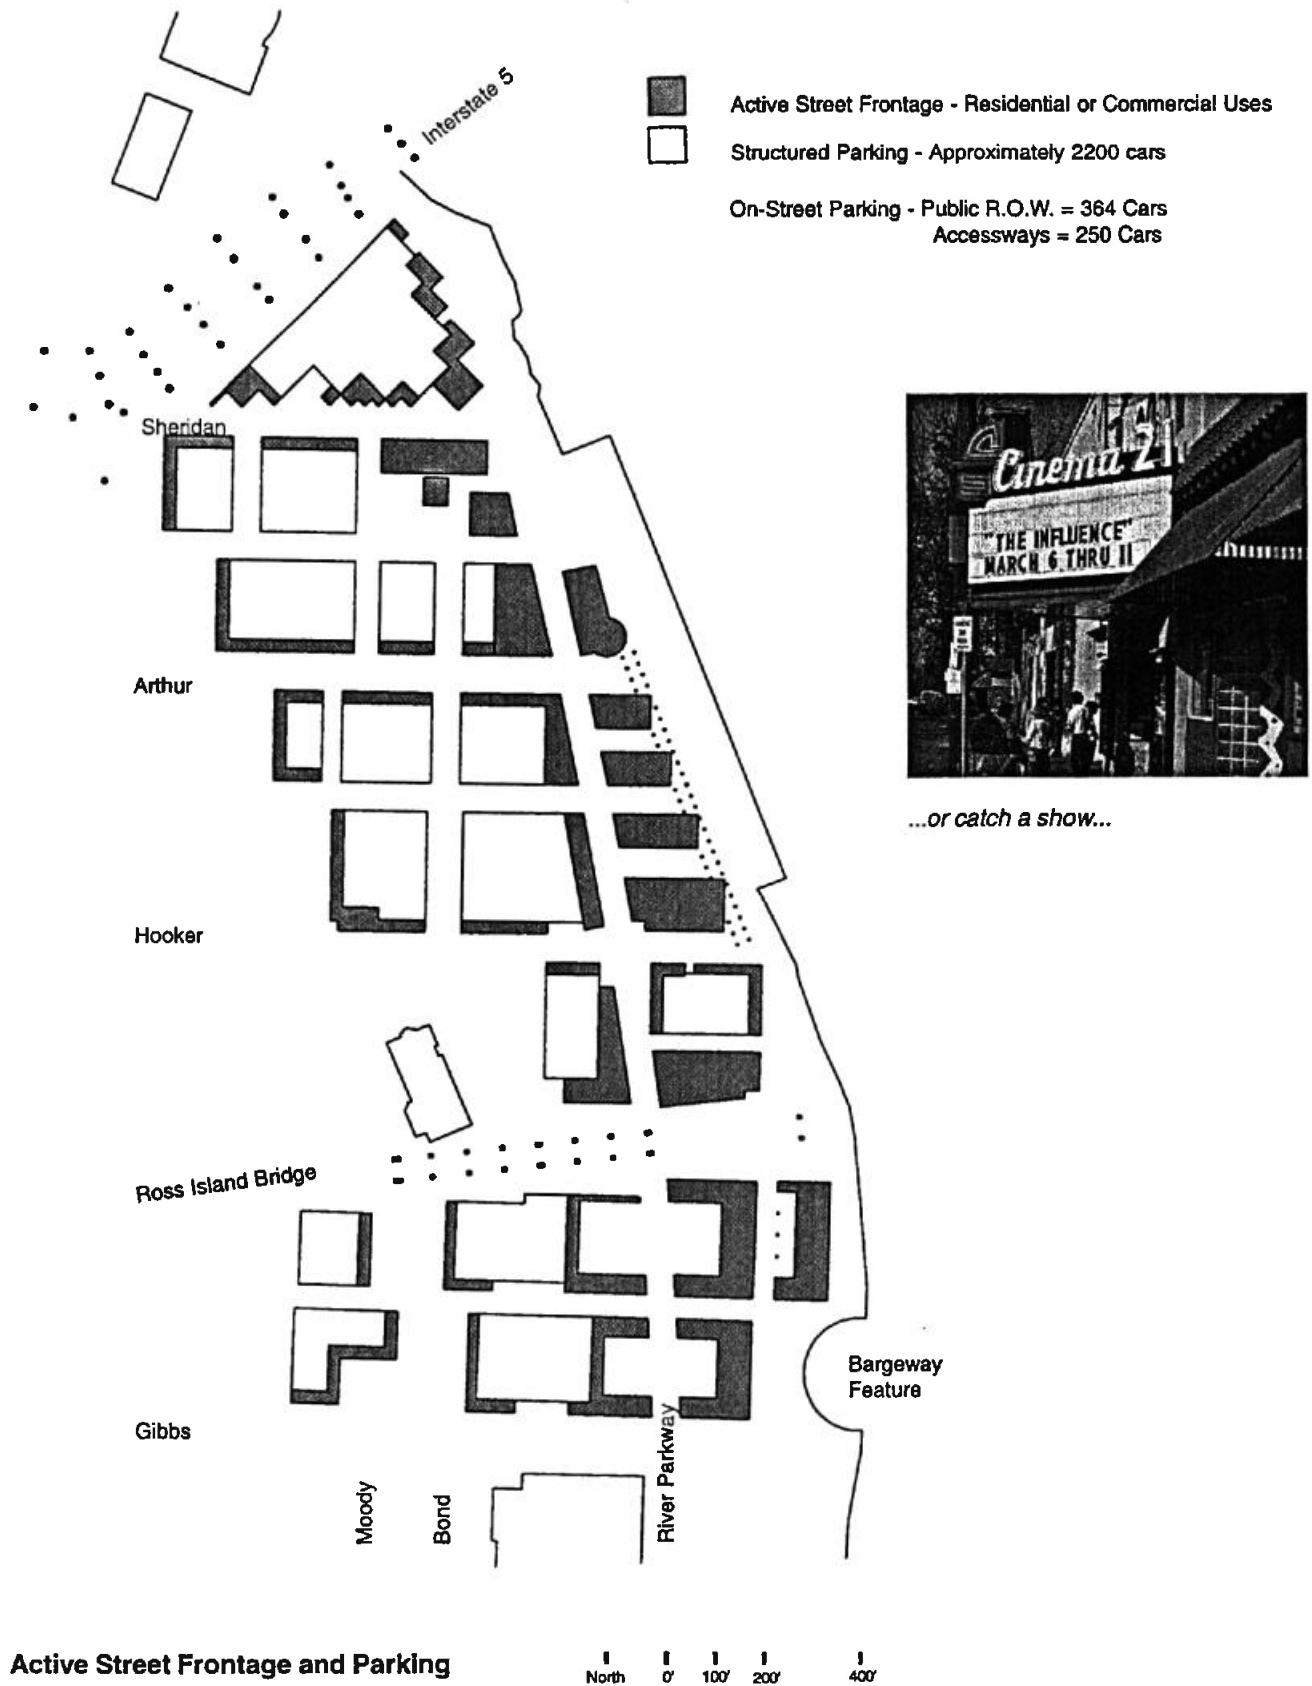 Interstate 5
Active Street Frontage - Residential or Commercial Uses
Structured Parking - Approximately 2200 cars
On-Street Parking - Public R.O.W. = 364 Cars
Accessways = 250 Cars
Sheridan
Cinema 21
"THE INFLUENCE"
MARCH 6 THRU 11
Arthur
...or catch a show...
Hooker
Ross Island Bridge
Bargeway
Feature
Gibbs
Moody
Bond
River Parkway
Active Street Frontage and Parking
North 0' 100' 200' 400'